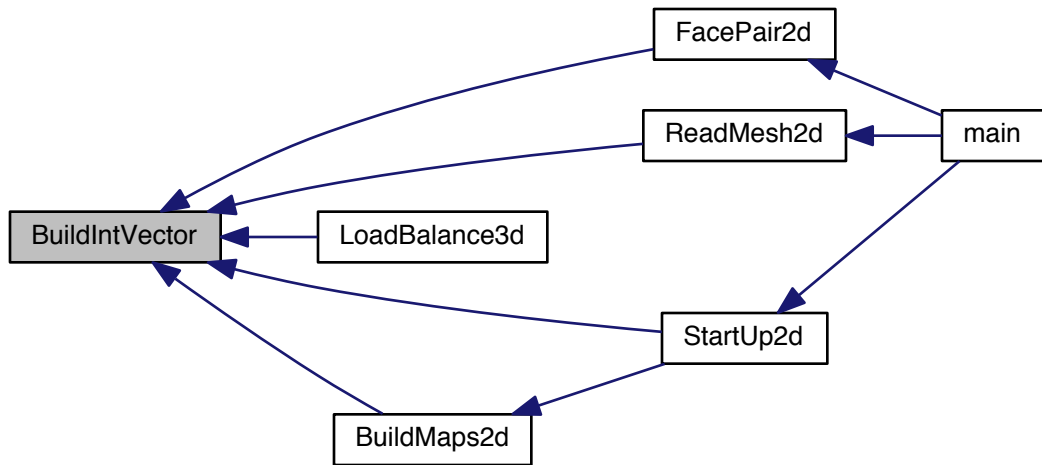 FacePair2d
ReadMesh2d
main
BuildIntVector
LoadBalance3d
StartUp2d
BuildMaps2d